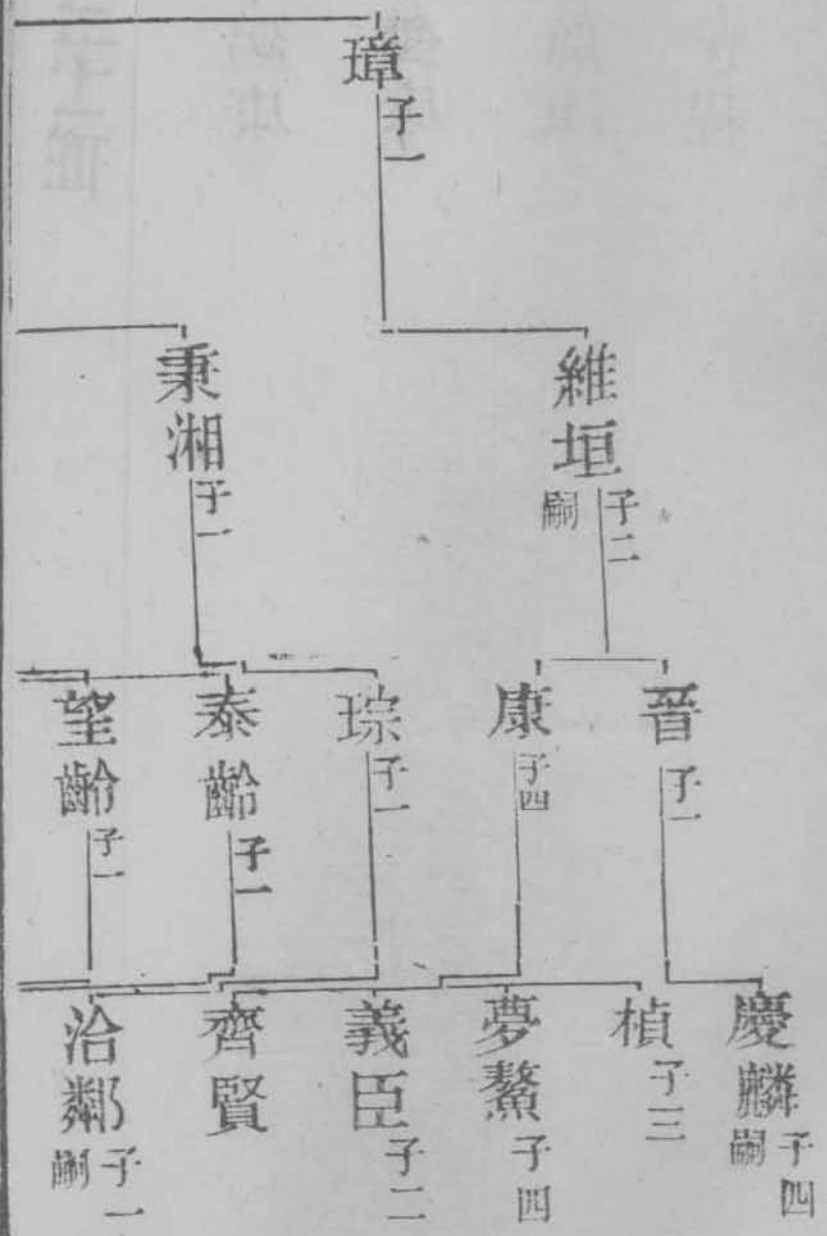 璋 子一
維垣 子二 嗣
秉湘 子一
晉 子一
康 子四
琮 子一
泰齡 子一
望齡 子一
慶麟 子四 嗣
楨 子三
夢鰲 子四
義臣 子二
齊賢
洽鄰 子一 嗣